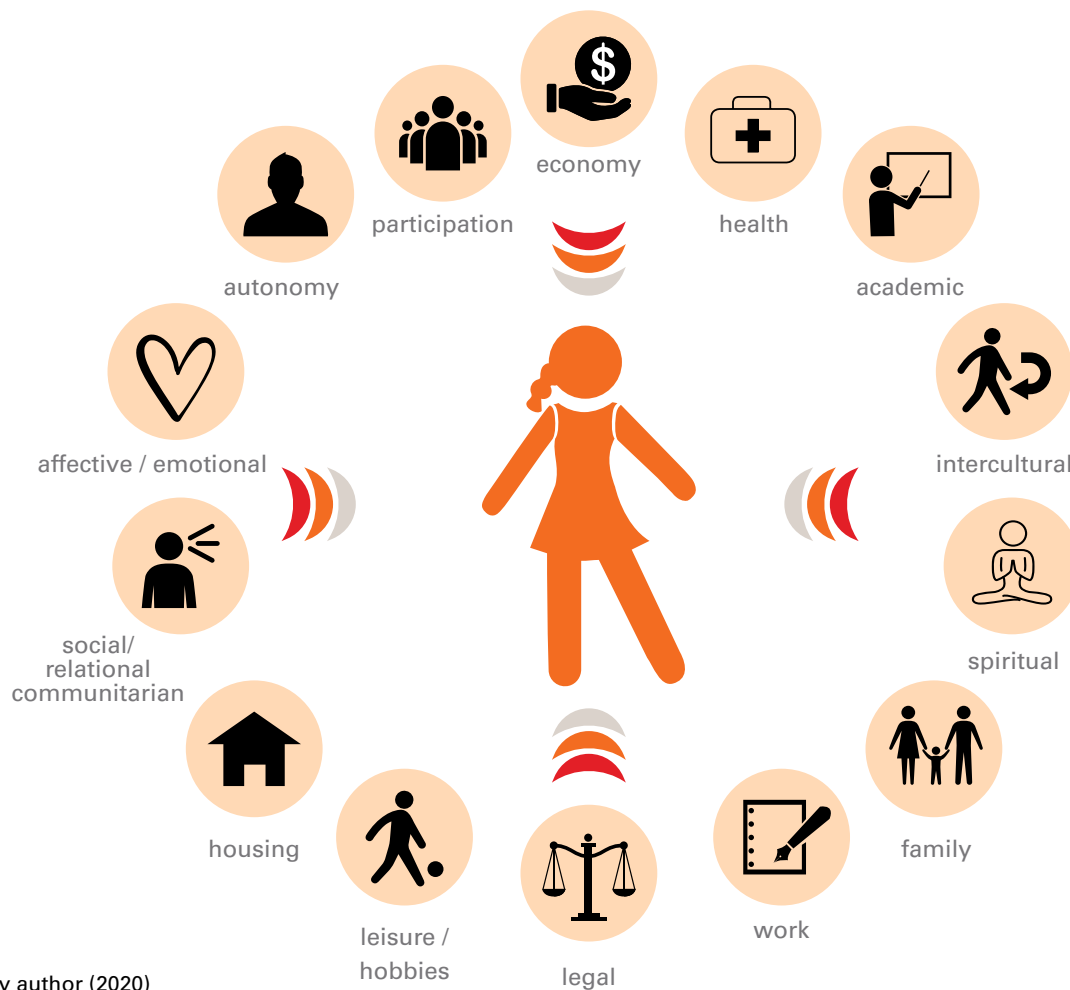 $
economy
participation
health
autonomy
academic
affective / emotional
intercultural
social/
relational
communitarian
spiritual
housing
family
leisure /
hobbies
work
legal
author (2020)